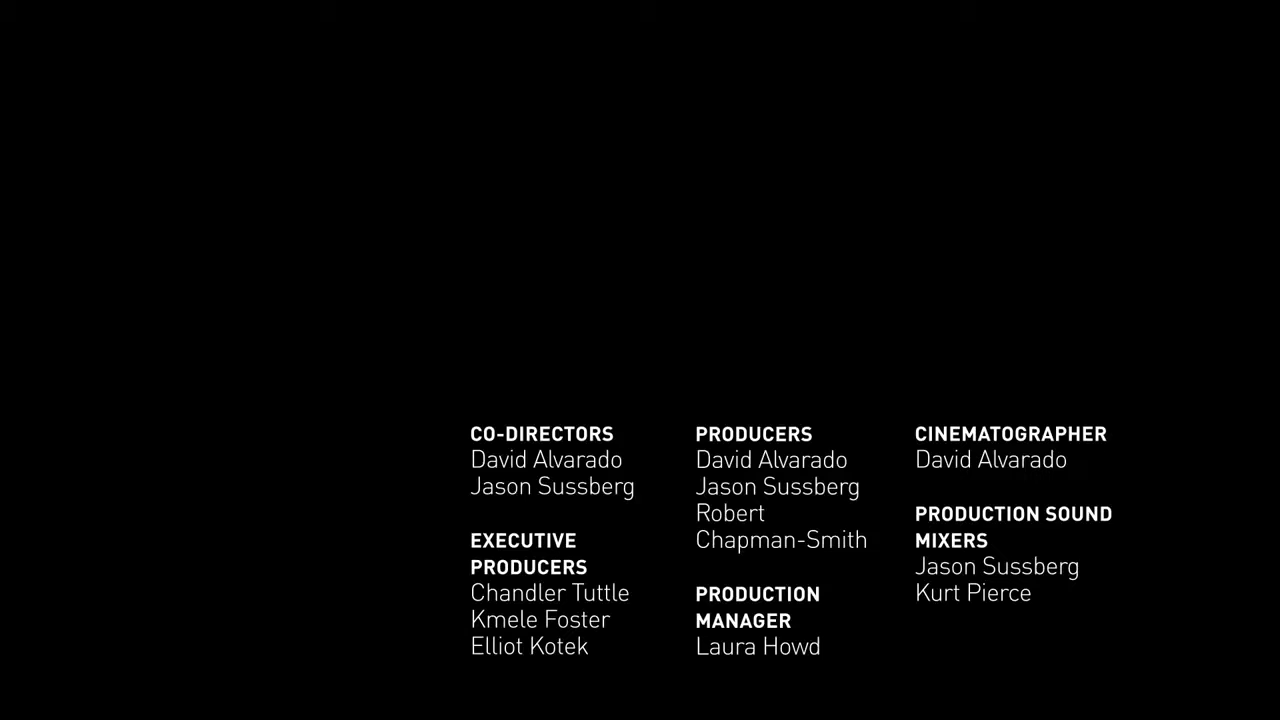 CO-DIRECTORS
David Alvarado
Jason Sussberg
EXECUTIVE
PRODUCERS
Chandler Tuttle
Kmele Foster
Elliot Kotek
PRODUCERS
David Alvarado
Jason Sussberg
Robert
Chapman-Smith
PRODUCTION
MANAGER
Laura Howd
CINEMATOGRAPHER
David Alvarado
PRODUCTION SOUND
MIXERS
Jason Sussberg
Kurt Pierce